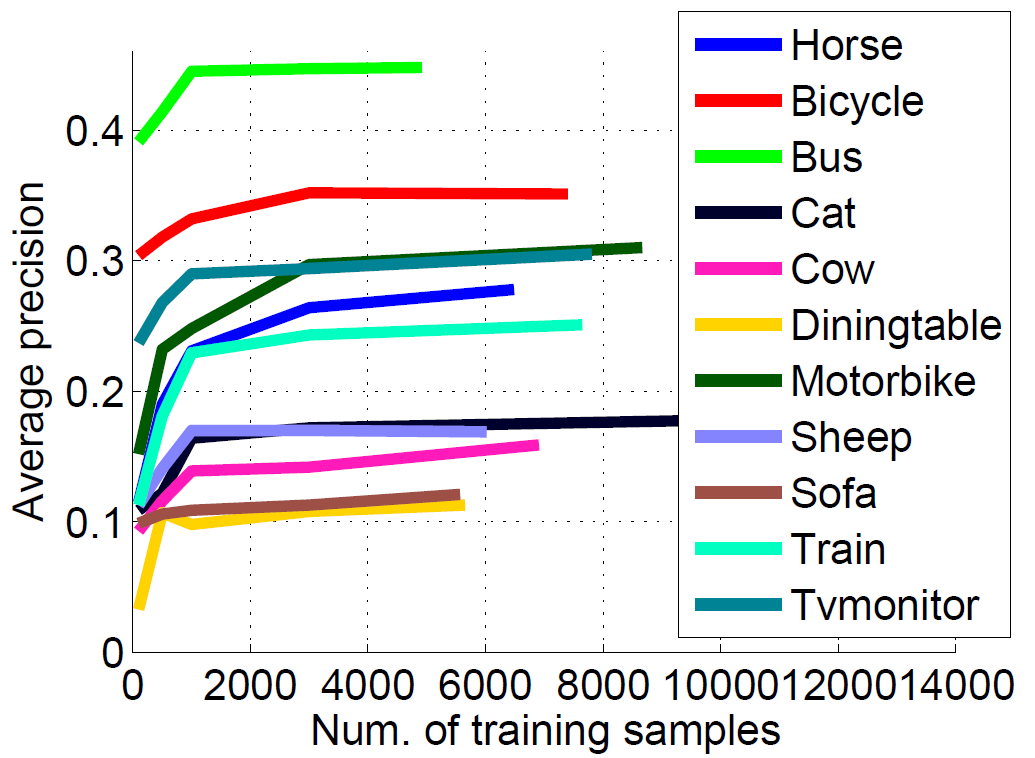 Horse
Bicycle
Bus
Cat
Cow
Diningtable
Motorbike
Sheep
Sofa
Train
Tvmonitor
Average precision
0.4
0.3
0.2
0.1
0
0 2000 4000 6000 8000 10000 12000 14000
Num. of training samples